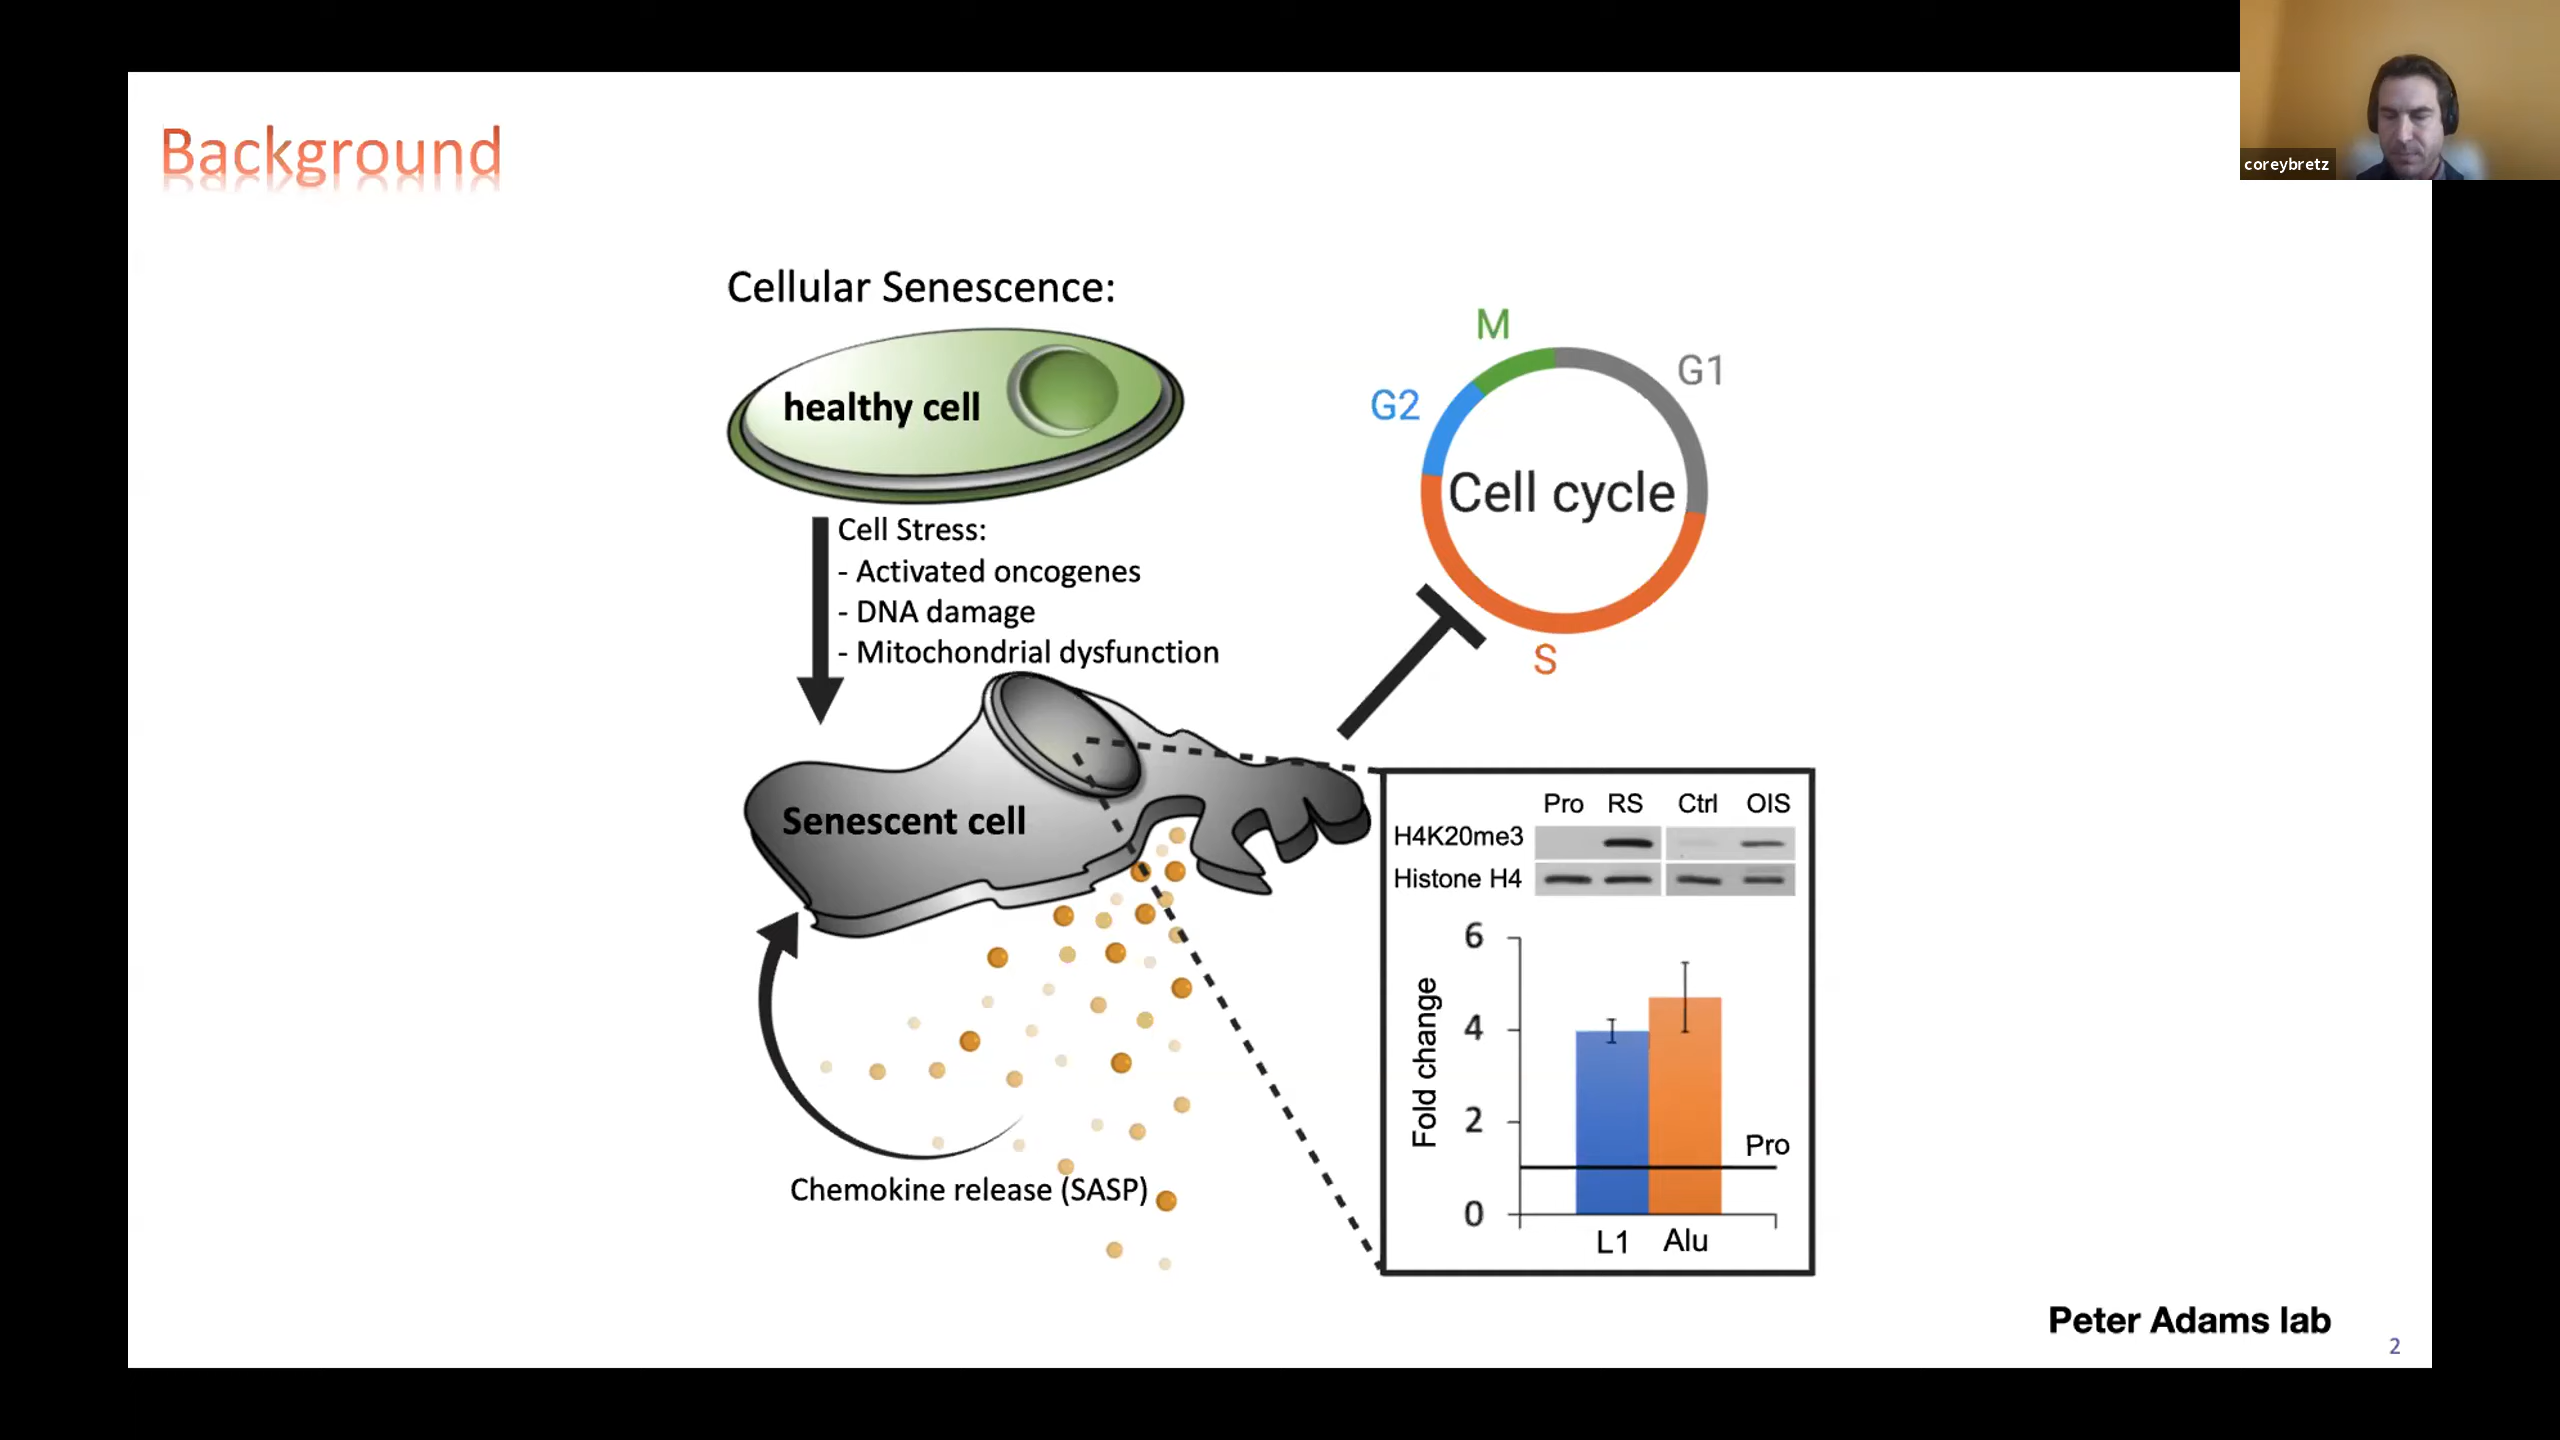 coreybretz
Background
Cellular Senescence:
healthy cell
Cell Stress:
- Activated oncogenes
- DNA damage
- Mitochondrial dysfunction
Senescent cell
Chemokine release (SASP)
M
G1
G2
Cell cycle
S
Pro RS Ctrl OIS
H4K20me3
Histone H4
6
4
2
0
Fold change
Pro
L1 Alu
Peter Adams lab
2